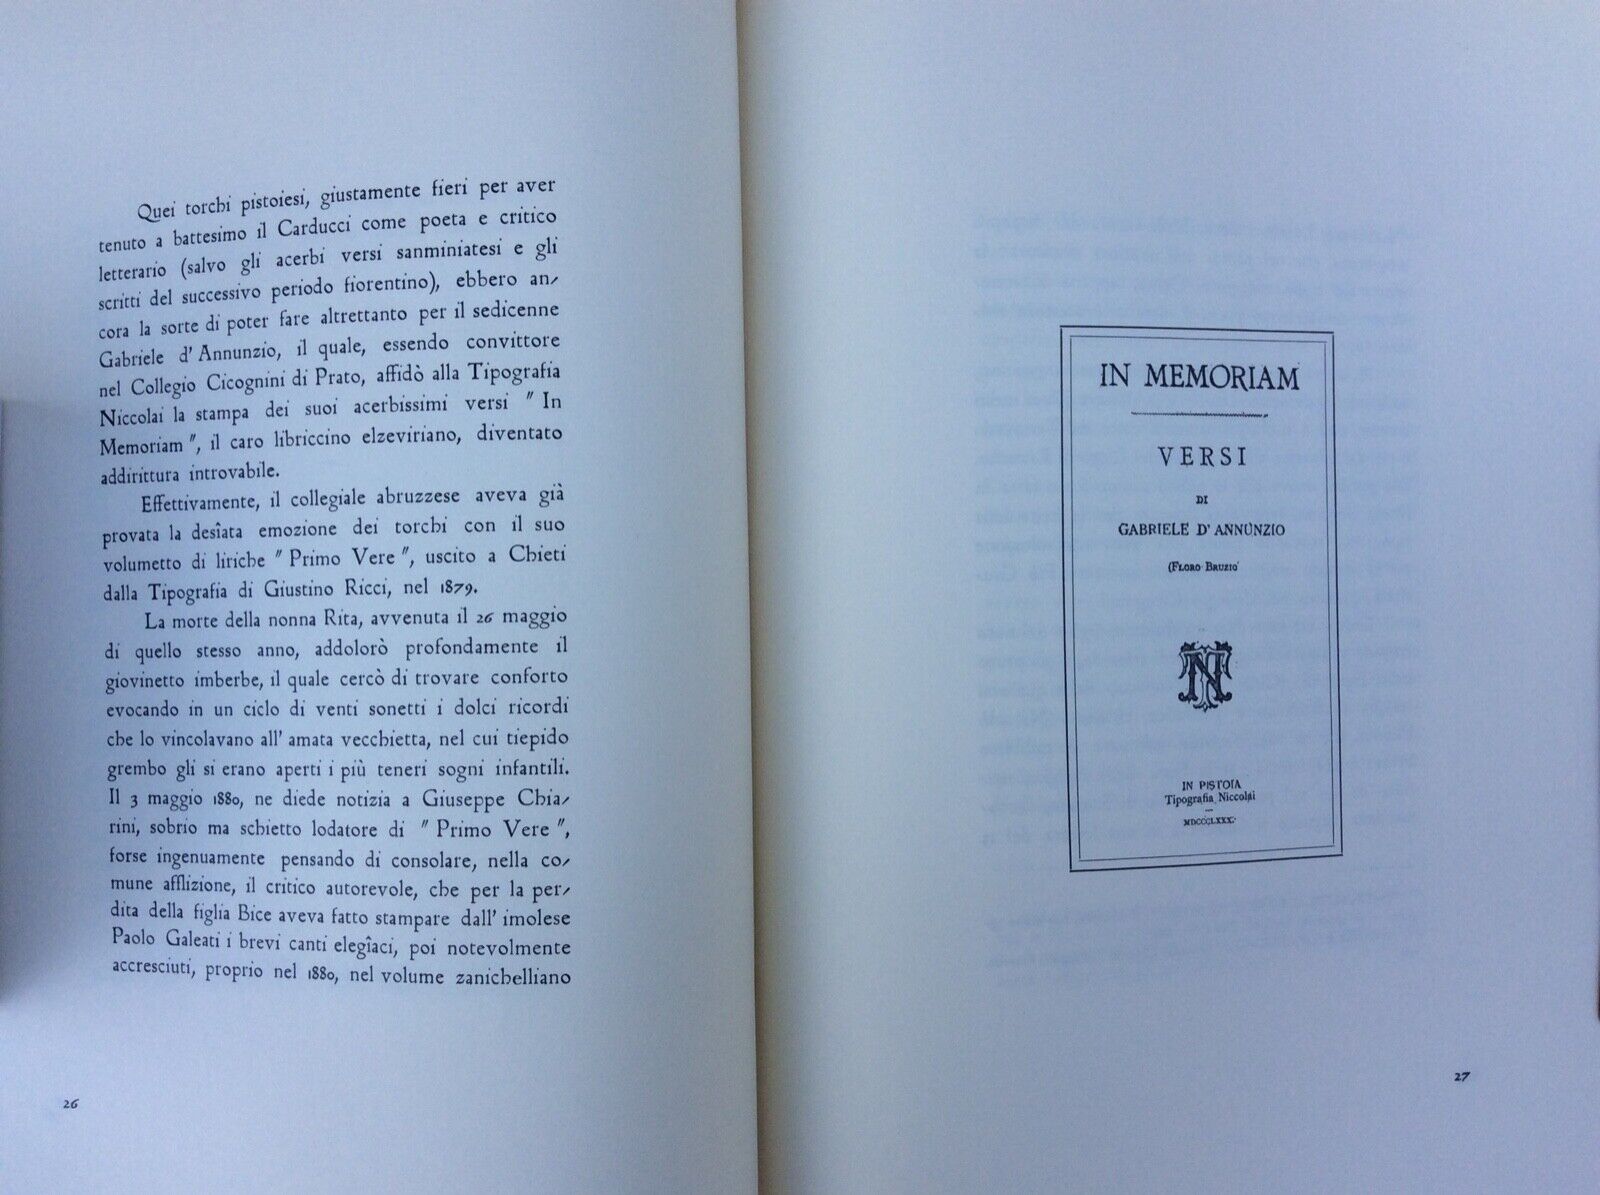 Quei torchi pistoiesi, giustamente fieri per aver
tenuto a battesimo il Carducci come poeta e critico
letterario (salvo gli acerbi versi sanminiatesi e gli
scritti del successivo periodo fiorentino), ebbero an-
cora la sorte di poter fare altrettanto per il sedicenne
Gabriele d' Annunzio, il quale, essendo convittore
nel Collegio Cicognini di Prato, affidò alla Tipografia
Niccolai la stampa dei suoi acerbissimi versi " In
Memoriam ", il caro libriccino elzeviriano, diventato
addirittura introvabile.
Effettivamente, il collegiale abruzzese aveva già
provata la desîata emozione dei torchi con il suo
volumetto di liriche " Primo Vere ", uscito a Chieti
dalla Tipografia di Giustino Ricci, nel 1879.
La morte della nonna Rita, avvenuta il 26 maggio
di quello stesso anno, addolorò profondamente il
giovinetto imberbe, il quale cercò di trovare conforto
evocando in un ciclo di venti sonetti i dolci ricordi
che lo vincolavano all' amata vecchietta, nel cui tiepido
grembo gli si erano aperti i più teneri sogni infantili.
Il 3 maggio 1880, ne diede notizia a Giuseppe Chia-
rini, sobrio ma schietto lodatore di " Primo Vere ",
forse ingenuamente pensando di consolare, nella co-
mune afflizione, il critico autorevole, che per la per-
dita della figlia Bice aveva fatto stampare dall' imolese
Paolo Galeati i brevi canti elegîaci, poi notevolmente
accresciuti, proprio nel 1880, nel volume zanichelliano
26
IN MEMORIAM
VERSI
DI
GABRIELE D' ANNUNZIO
(FLORO BRUZIO
NT
IN PISTOIA
Tipografia Niccolai
MDCCCLXXX.
27